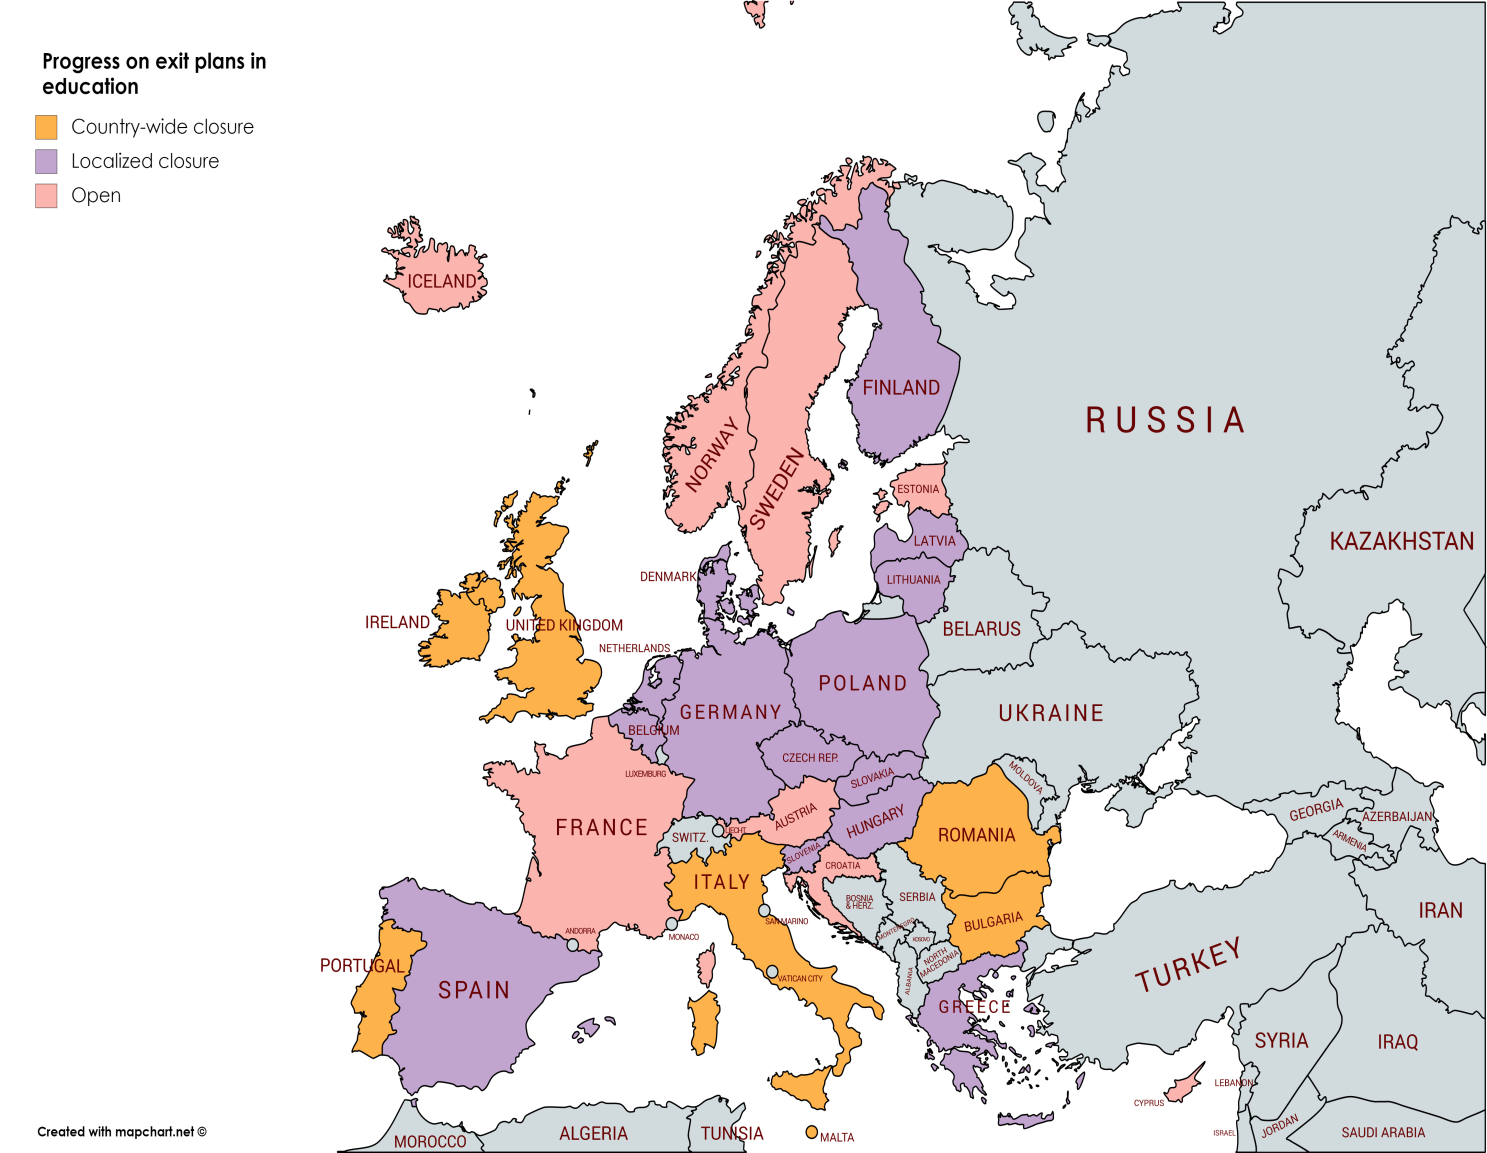 Progress on exit plans in
education
Country-wide closure
Localized closure
Open
ICELAND
FINLAND
RUSSIA
NORWAY
SWEDEN
ESTONIA
LATVIA
KAZAKHSTAN
DENMARK
LITHUANIA
IRELAND
UNITED KINGDOM
BELARUS
NETHERLANDS
POLAND
GERMANY
UKRAINE
BELGIUM
CZECH REP.
LUXEMBURG
SLOVAKIA
MOLDOVA
FRANCE
AUSTRIA
HUNGARY
GEORGIA
AZERBAIJAN
SWITZ.
LIECHT
ROMANIA
ARMENIA
SLOVENIA
CROATIA
ITALY
BOSNIA
& HERZ.
SERBIA
IRAN
SAN MARINO
BULGARIA
ANDORRA
MONACO
MONTENEGRO
KOSOVO
PORTUGAL
NORTH
MACEDONIA
TURKEY
VATICAN CITY
ALBANIA
SPAIN
GREECE
SYRIA
IRAQ
LEBANON
CYPRUS
Created with mapchart.net ©
MOROCCO
ALGERIA
TUNISIA
MALTA
ISRAEL
JORDAN
SAUDI ARABIA